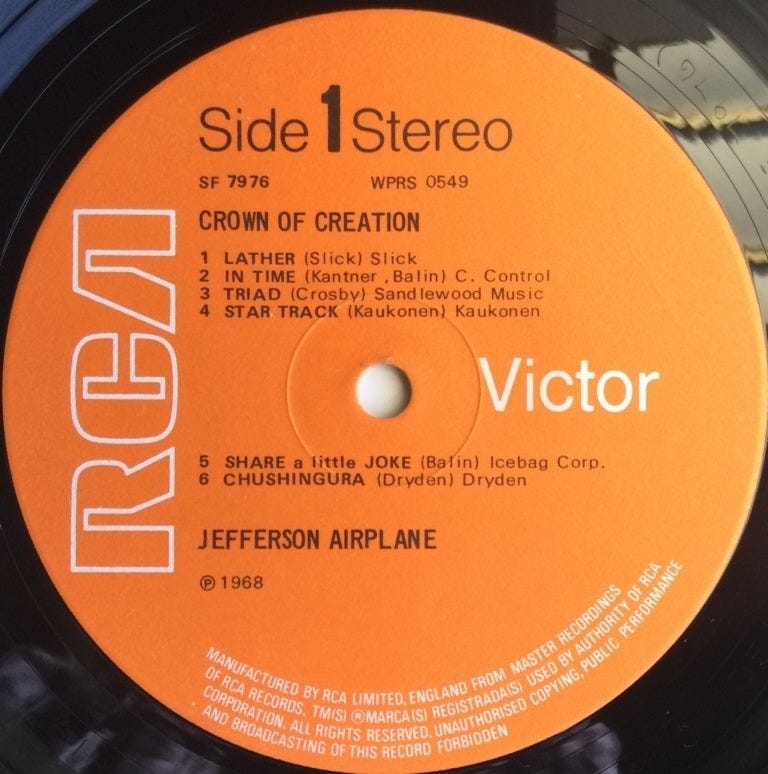 Side 1 Stereo
SF 7976 WPRS 0549
CROWN OF CREATION
1 LATHER (Slick) Slick
2 IN TIME (Kantner ,Balin) C. Control
3 TRIAD (Crosby) Sandlewood Music
4 STAR TRACK (Kaukonen) Kaukonen
RCA
Victor
5 SHARE a little JOKE (Balin) Icebag Corp.
6 CHUSHINGURA (Dryden) Dryden
JEFFERSON AIRPLANE
℗ 1968
MANUFACTURED BY RCA LIMITED, ENGLAND FROM MASTER RECORDINGS
OF RCA RECORDS. TM(S) ® MARCA(S) REGISTRADA(S) USED BY AUTHORITY OF RCA
CORPORATION. ALL RIGHTS RESERVED. UNAUTHORISED COPYING, PUBLIC PERFORMANCE
AND BROADCASTING OF THIS RECORD FORBIDDEN